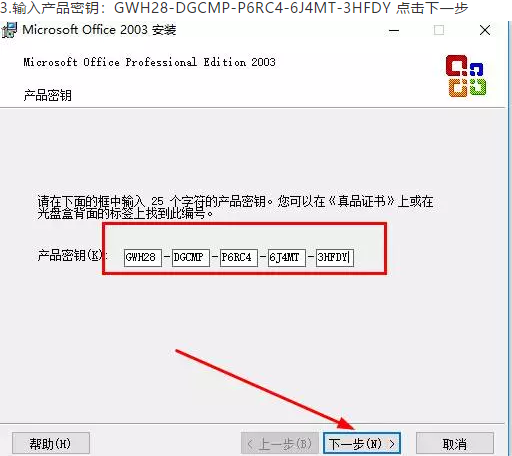 3.输入产品密钥：GWH28-DGCMP-P6RC4-6J4MT-3HFDY 点击下一步
Microsoft Office 2003 安装
Microsoft Office Professional Edition 2003
产品密钥
请在下面的框中输入 25 个字符的产品密钥。您可以在《真品证书》上或在
光盘盒背面的标签上找到此编号。
产品密钥(K): GWH28 - DGCMP - P6RC4 - 6J4MT - 3HFDY
帮助(H) < 上一步(B) 下一步(N) > 取消